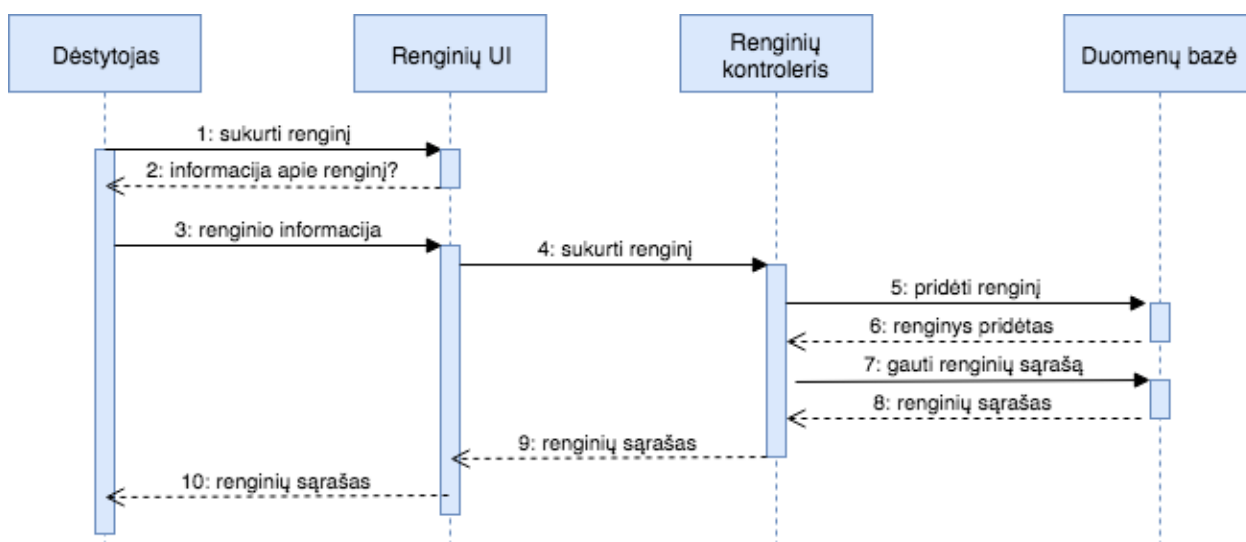 Dėstytojas
Renginių UI
Renginių
kontroleris
Duomenų bazė
1: sukurti renginį
2: informacija apie renginį?
3: renginio informacija
4: sukurti renginį
5: pridėti renginį
6: renginys pridėtas
7: gauti renginių sąrašą
8: renginių sąrašas
9: renginių sąrašas
10: renginių sąrašas